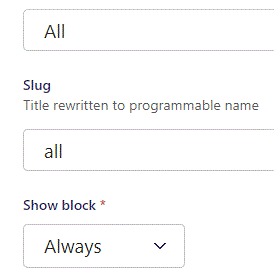 All
Slug
Title rewritten to programmable name
all
Show block *
Always